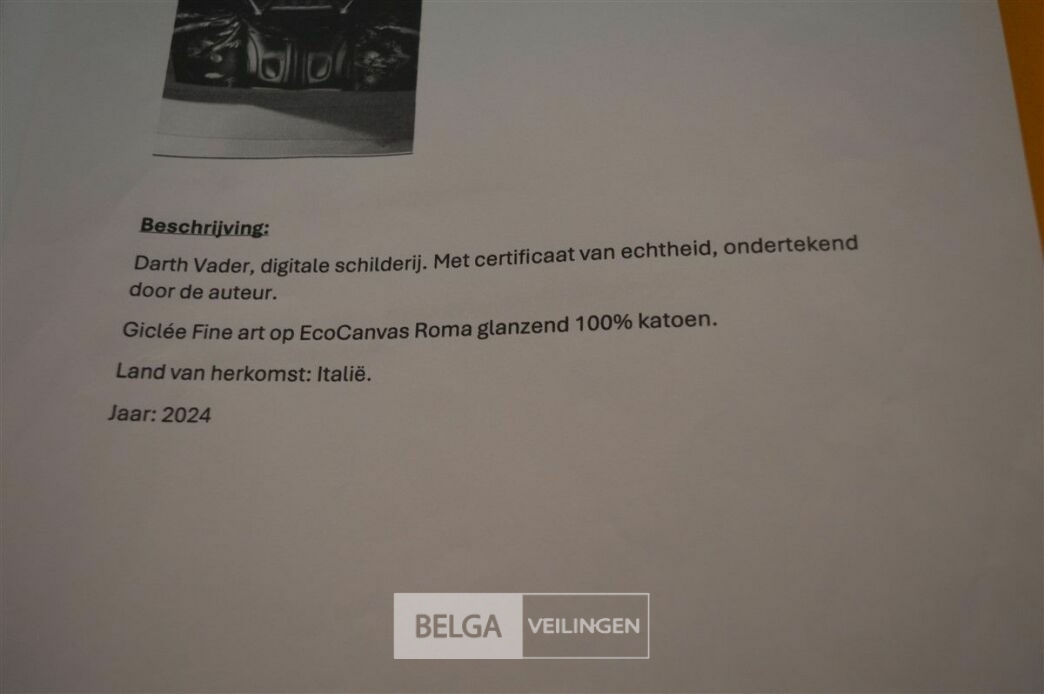 Beschrijving:
Darth Vader, digitale schilderij. Met certificaat van echtheid, ondertekend
door de auteur.
Giclée Fine art op EcoCanvas Roma glanzend 100% katoen.
Land van herkomst: Italië.
Jaar: 2024
BELGA VEILINGEN